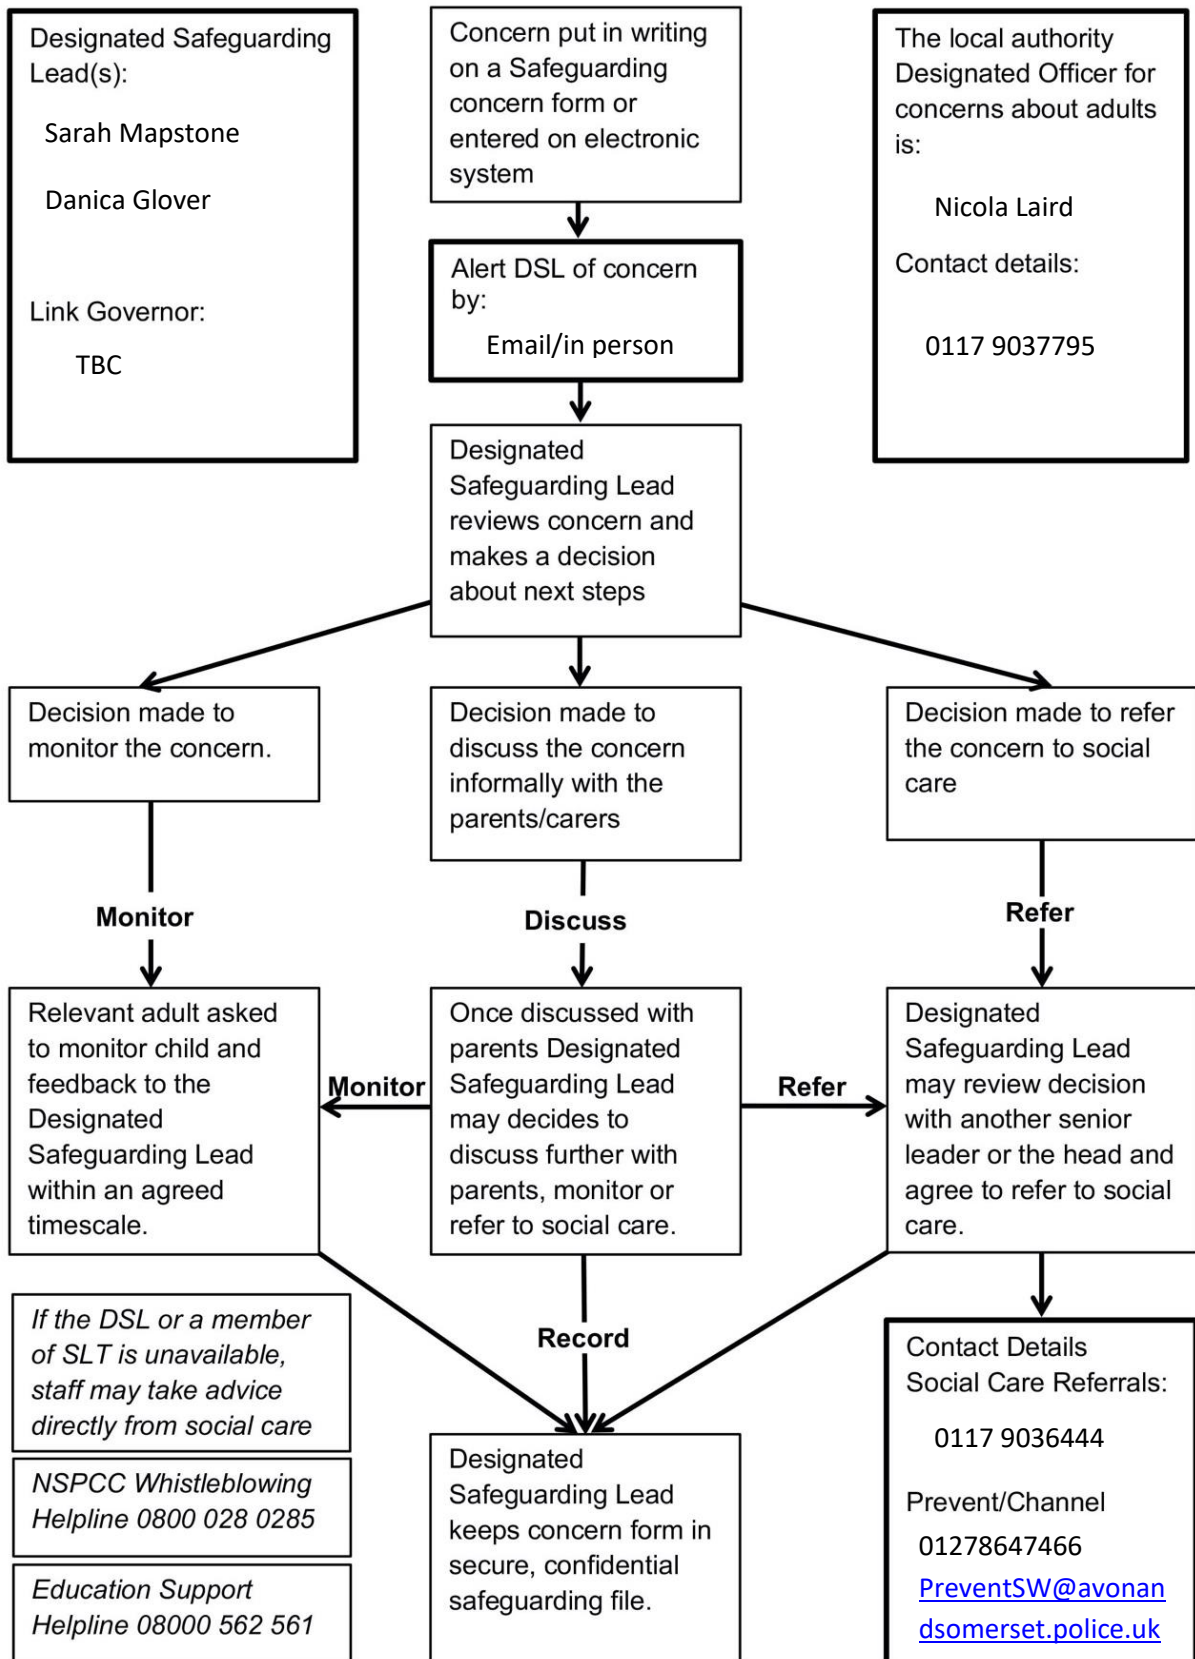 Designated Safeguarding
Lead(s):
Sarah Mapstone
Danica Glover
Link Governor:
TBC
Concern put in writing
on a Safeguarding
concern form or
entered on electronic
system
The local authority
Designated Officer for
concerns about adults
is:
Nicola Laird
Contact details:
0117 9037795
Alert DSL of concern
by:
Email/in person
Designated
Safeguarding Lead
reviews concern and
makes a decision
about next steps
Decision made to
monitor the concern.
Decision made to
discuss the concern
informally with the
parents/carers
Decision made to refer
the concern to social
care
Monitor
Discuss
Refer
Relevant adult asked
to monitor child and
feedback to the
Designated
Safeguarding Lead
within an agreed
timescale.
Monitor
Once discussed with
parents Designated
Safeguarding Lead
may decides to
discuss further with
parents, monitor or
refer to social care.
Refer
Designated
Safeguarding Lead
may review decision
with another senior
leader or the head and
agree to refer to social
care.
If the DSL or a member
of SLT is unavailable,
staff may take advice
directly from social care
NSPCC Whistleblowing
Helpline 0800 028 0285
Education Support
Helpline 08000 562 561
Record
Designated
Safeguarding Lead
keeps concern form in
secure, confidential
safeguarding file.
Contact Details
Social Care Referrals:
0117 9036444
Prevent/Channel
01278647466
PreventSW@avonan
dsomerset.police.uk